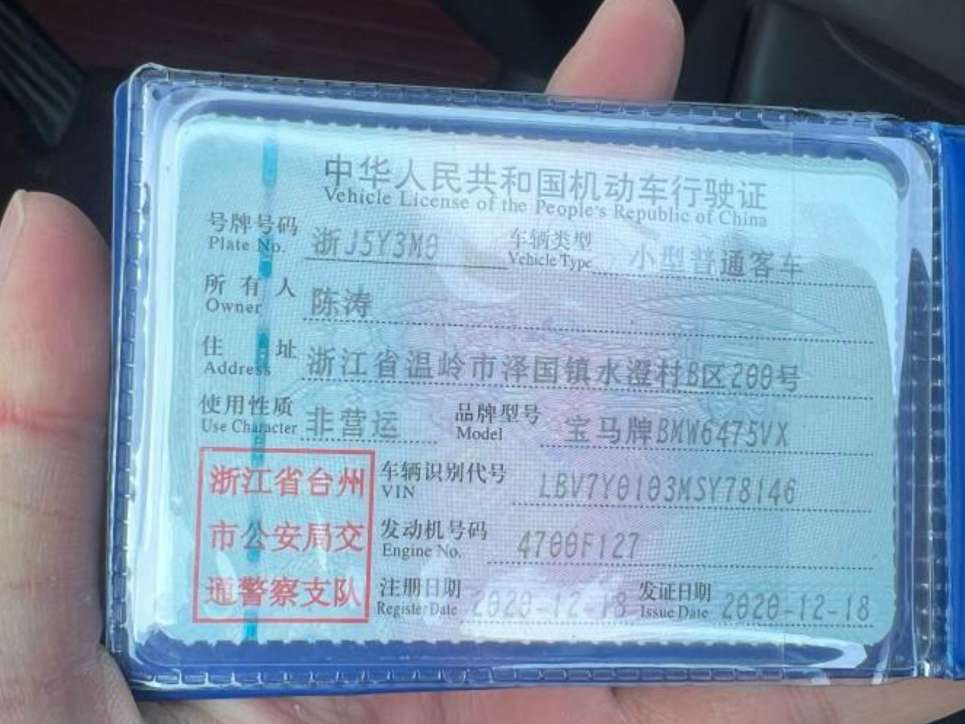 中华人民共和国机动车行驶证
Vehicle License of the People's Republic of China
号牌号码 浙J5Y3M0 车辆类型 小型普通客车
Plate No. Vehicle Type
所有人 陈涛
Owner
住址 浙江省温岭市泽国镇水澄村B区200号
Address
使用性质 非营运 品牌型号 宝马牌BMW6475VX
Use Character Model
浙江省台州
市公安局交
通警察支队
车辆识别代号 LBV7Y0103MSY78146
VIN
发动机号码 4700F127
Engine No.
注册日期 2020-12-18 发证日期 2020-12-18
Register Date Issue Date